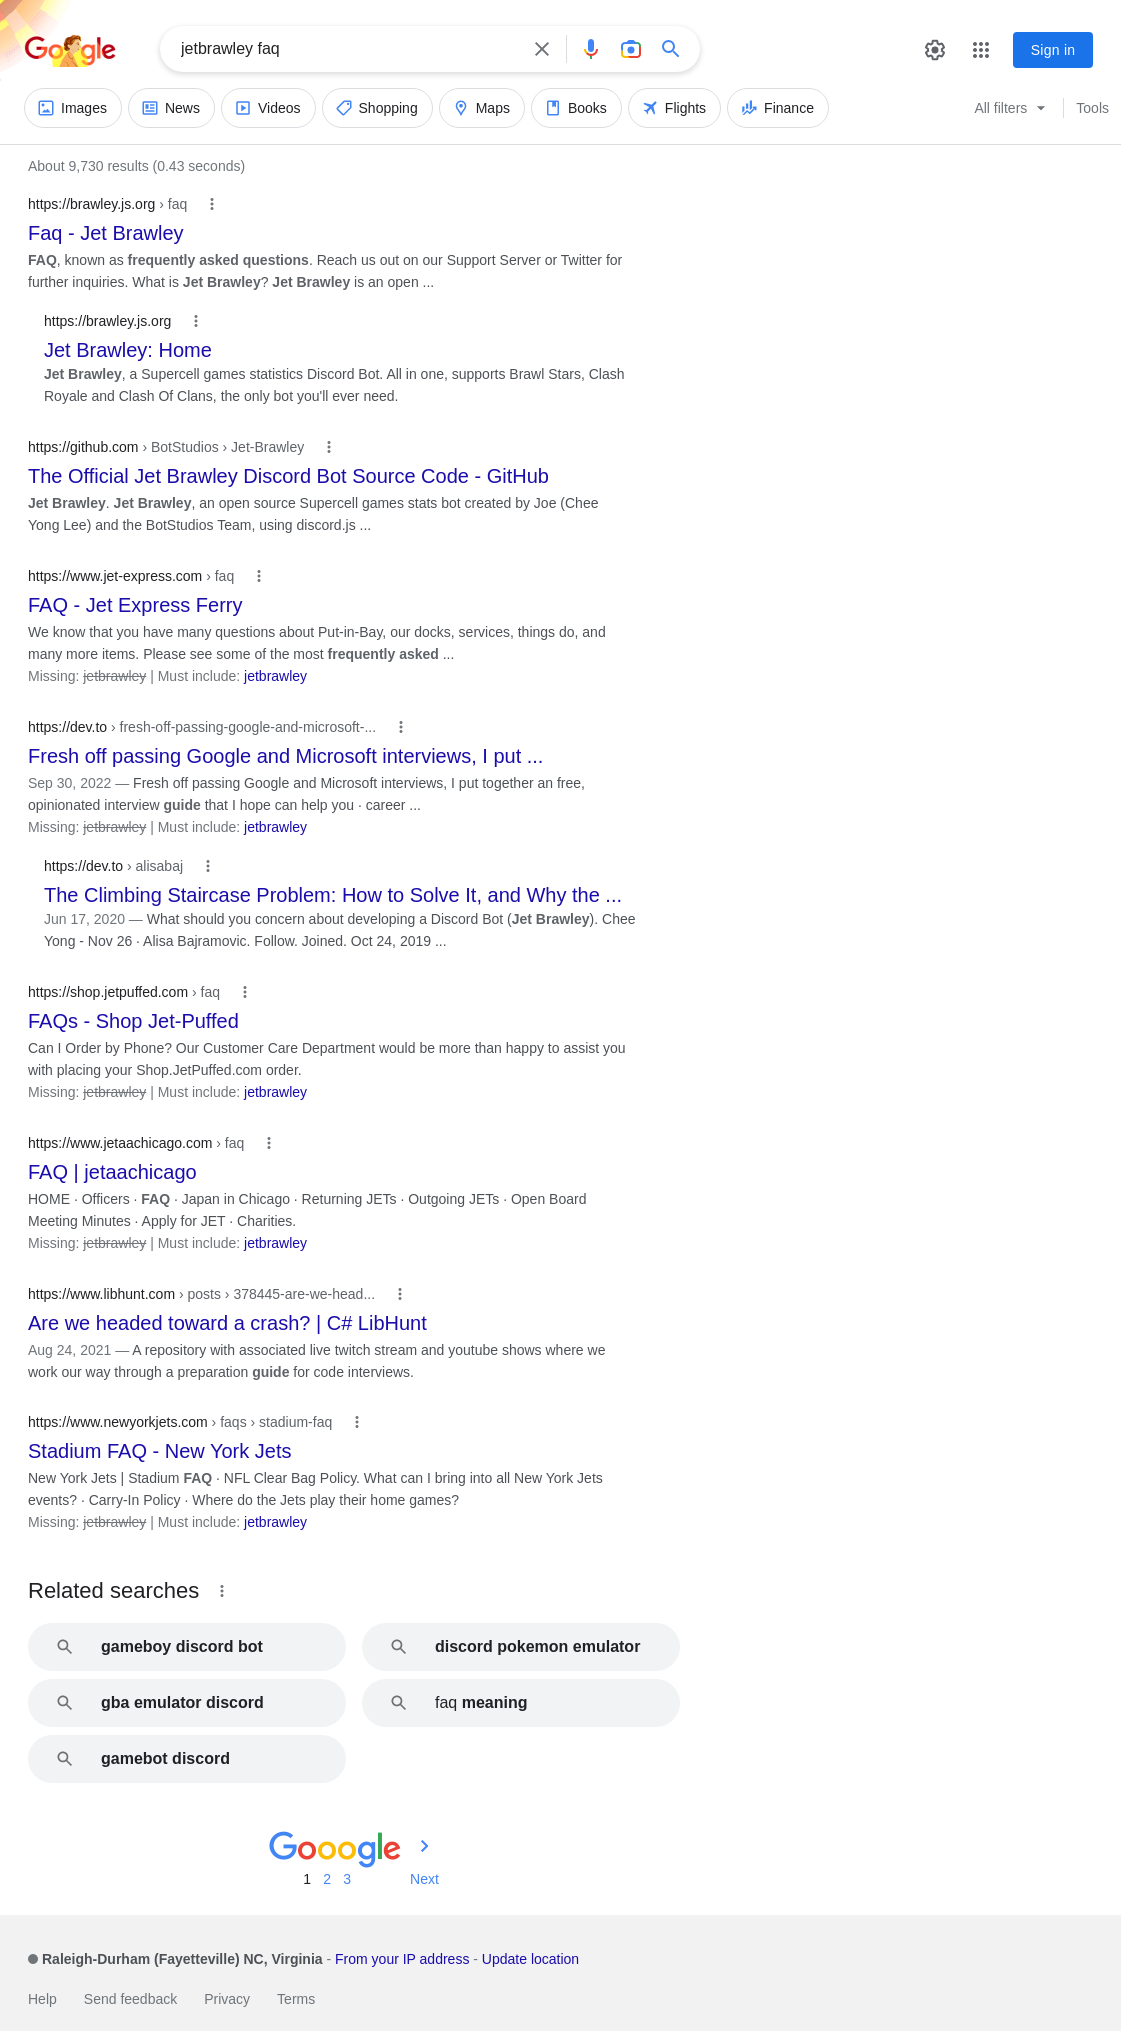 Google
jetbrawley faq
Sign in
Images News Videos Shopping Maps Books Flights Finance All filters Tools
About 9,730 results (0.43 seconds)
https://brawley.js.org › faq
Faq - Jet Brawley
FAQ, known as frequently asked questions. Reach us out on our Support Server or Twitter for
further inquiries. What is Jet Brawley? Jet Brawley is an open ...
https://brawley.js.org
Jet Brawley: Home
Jet Brawley, a Supercell games statistics Discord Bot. All in one, supports Brawl Stars, Clash
Royale and Clash Of Clans, the only bot you'll ever need.
https://github.com › BotStudios › Jet-Brawley
The Official Jet Brawley Discord Bot Source Code - GitHub
Jet Brawley. Jet Brawley, an open source Supercell games stats bot created by Joe (Chee
Yong Lee) and the BotStudios Team, using discord.js ...
https://www.jet-express.com › faq
FAQ - Jet Express Ferry
We know that you have many questions about Put-in-Bay, our docks, services, things do, and
many more items. Please see some of the most frequently asked ...
Missing: jetbrawley | Must include: jetbrawley
https://dev.to › fresh-off-passing-google-and-microsoft-...
Fresh off passing Google and Microsoft interviews, I put ...
Sep 30, 2022 — Fresh off passing Google and Microsoft interviews, I put together an free,
opinionated interview guide that I hope can help you · career ...
Missing: jetbrawley | Must include: jetbrawley
https://dev.to › alisabaj
The Climbing Staircase Problem: How to Solve It, and Why the ...
Jun 17, 2020 — What should you concern about developing a Discord Bot (Jet Brawley). Chee
Yong - Nov 26 · Alisa Bajramovic. Follow. Joined. Oct 24, 2019 ...
https://shop.jetpuffed.com › faq
FAQs - Shop Jet-Puffed
Can I Order by Phone? Our Customer Care Department would be more than happy to assist you
with placing your Shop.JetPuffed.com order.
Missing: jetbrawley | Must include: jetbrawley
https://www.jetaachicago.com › faq
FAQ | jetaachicago
HOME · Officers · FAQ · Japan in Chicago · Returning JETs · Outgoing JETs · Open Board
Meeting Minutes · Apply for JET · Charities.
Missing: jetbrawley | Must include: jetbrawley
https://www.libhunt.com › posts › 378445-are-we-head...
Are we headed toward a crash? | C# LibHunt
Aug 24, 2021 — A repository with associated live twitch stream and youtube shows where we
work our way through a preparation guide for code interviews.
https://www.newyorkjets.com › faqs › stadium-faq
Stadium FAQ - New York Jets
New York Jets | Stadium FAQ · NFL Clear Bag Policy. What can I bring into all New York Jets
events? · Carry-In Policy · Where do the Jets play their home games?
Missing: jetbrawley | Must include: jetbrawley
Related searches
gameboy discord bot
discord pokemon emulator
gba emulator discord
faq meaning
gamebot discord
Gooogle
1 2 3 Next
Raleigh-Durham (Fayetteville) NC, Virginia - From your IP address - Update location
Help Send feedback Privacy Terms